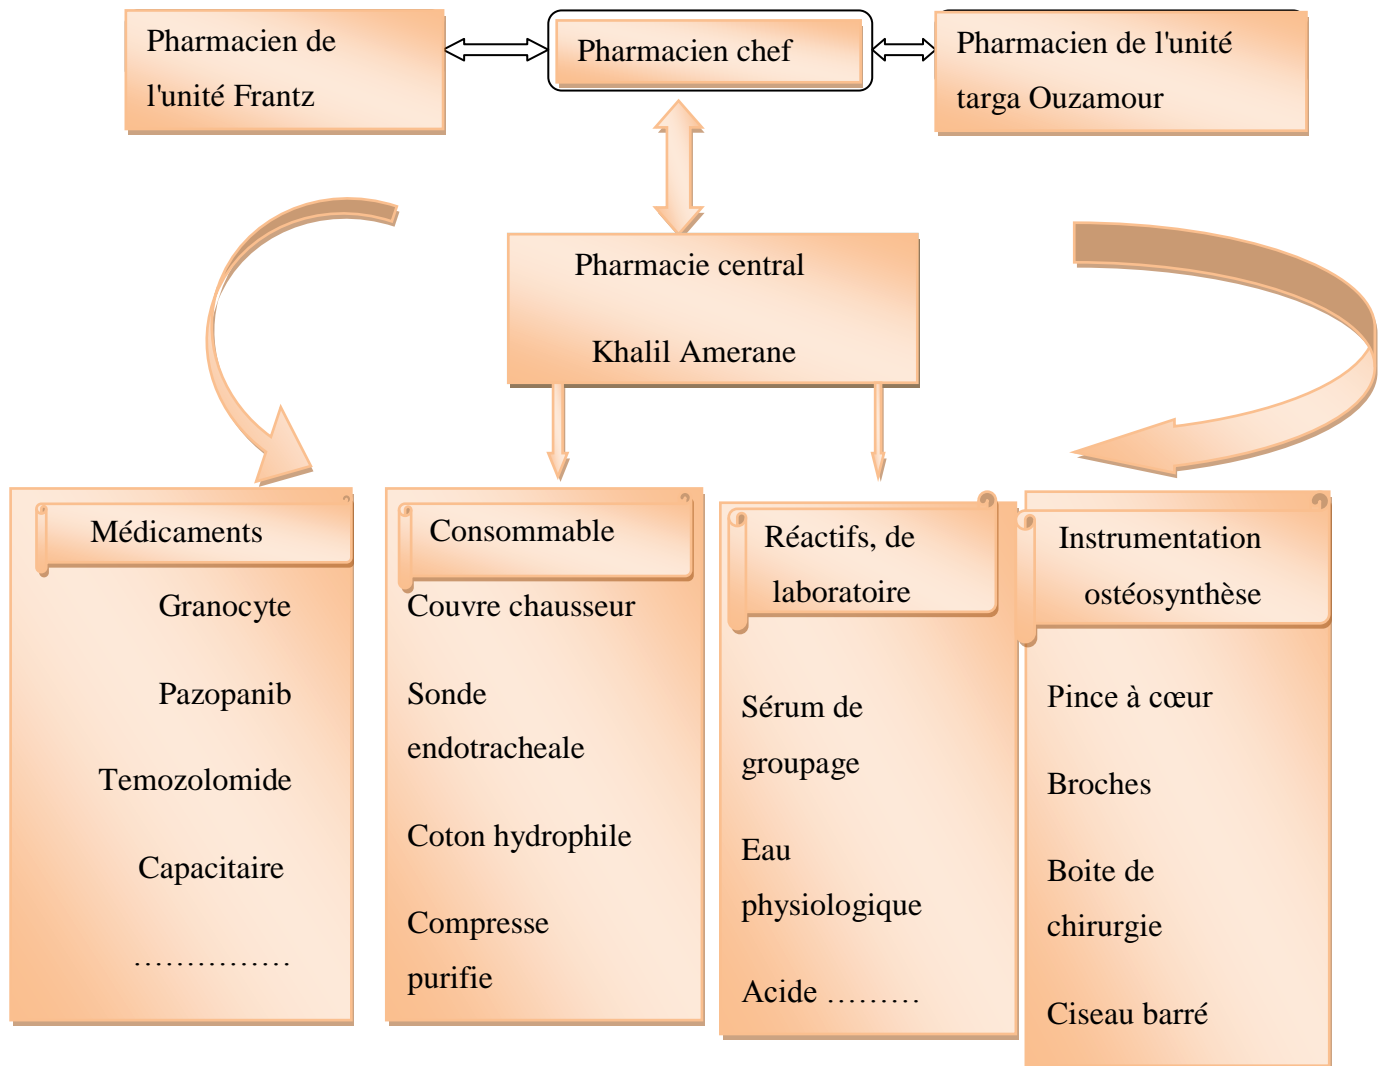 Pharmacien de
l'unité Frantz
Pharmacien chef
Pharmacien de l'unité
targa Ouzamour
Pharmacie central
Khalil Amerane
Médicaments
Granocyte
Pazopanib
Temozolomide
Capacitaire
……………
Consommable
Couvre chausseur
Sonde
endotracheale
Coton hydrophile
Compresse
purifie
Réactifs, de
laboratoire
Sérum de
groupage
Eau
physiologique
Acide ………
Instrumentation
ostéosynthèse
Pince à cœur
Broches
Boite de
chirurgie
Ciseau barré